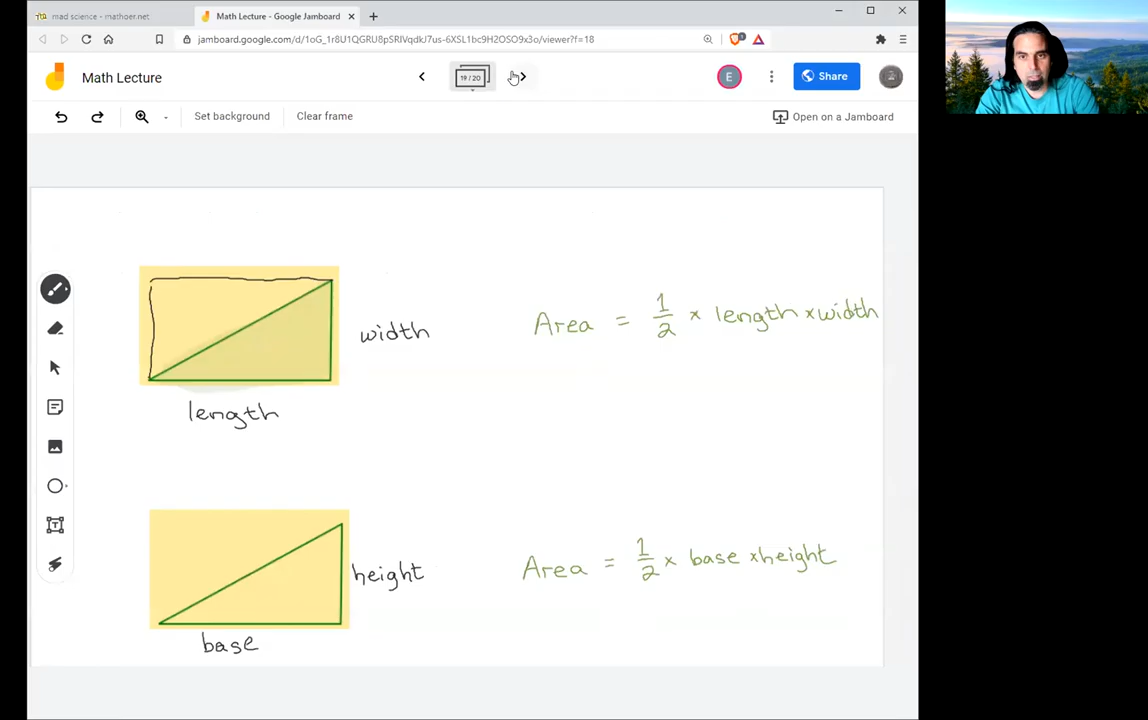 mad science - mathoer.net
Math Lecture - Google Jamboard
jamboard.google.com/d/1oG_1r8U1QGRU8pSRIVqdkJ7us-6XSL1bc9H2OSO9x3o/viewer?f=18
Math Lecture
19 / 20
E
Share
Set background
Clear frame
Open on a Jamboard
width
Area = 1/2 × length × width
length
height
Area = 1/2 × base × height
base